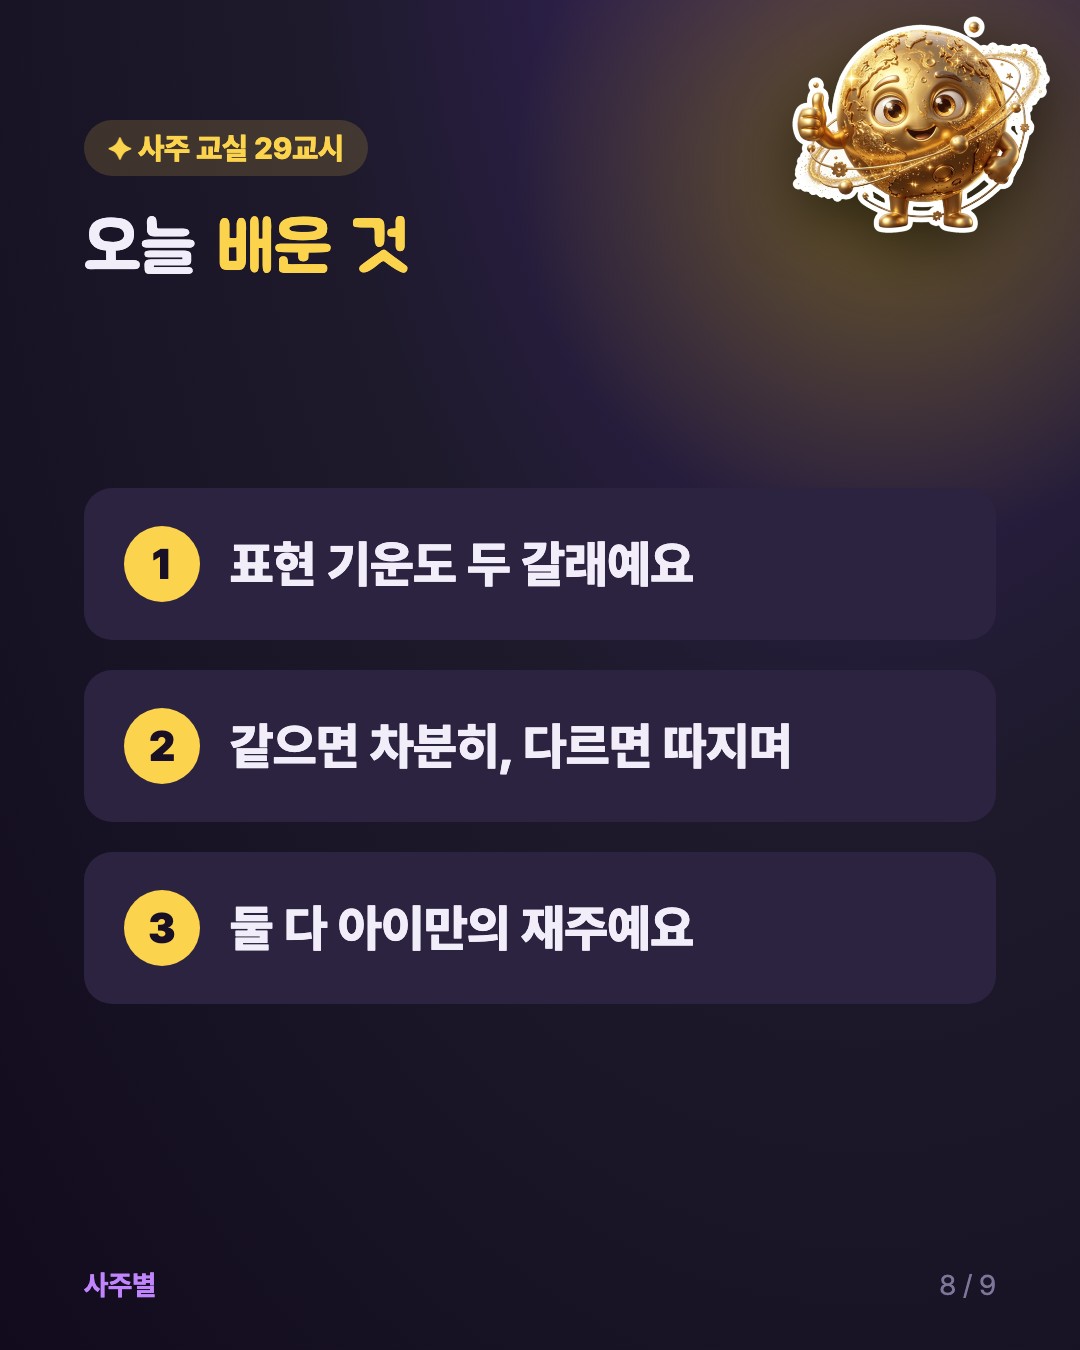 ✦ 사주 교실 29교시
오늘 배운 것
1 표현 기운도 두 갈래예요
2 같으면 차분히, 다르면 따지며
3 둘 다 아이만의 재주예요
사주별
8 / 9